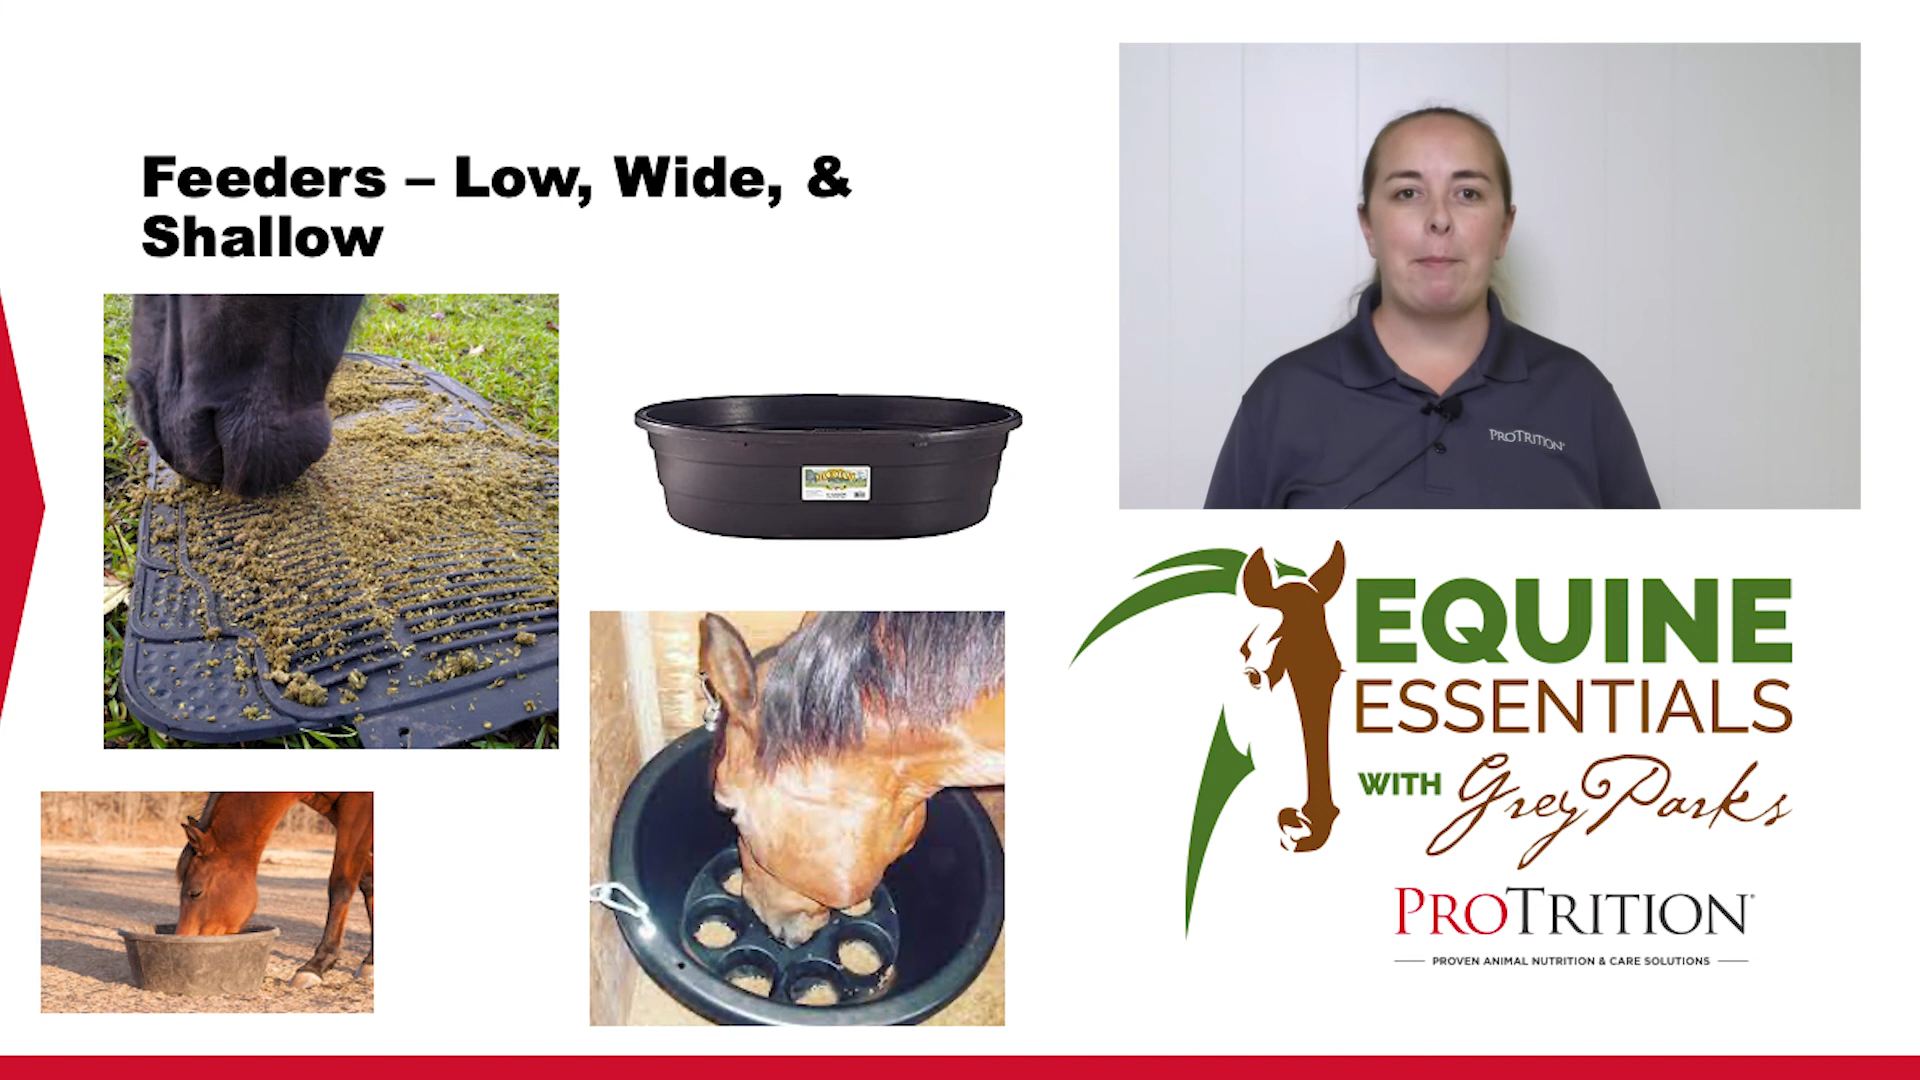 Feeders – Low, Wide, &
Shallow
PROTRITION®
EQUINE
ESSENTIALS
WITH Grey Parks
PROTRITION®
PROVEN ANIMAL NUTRITION & CARE SOLUTIONS